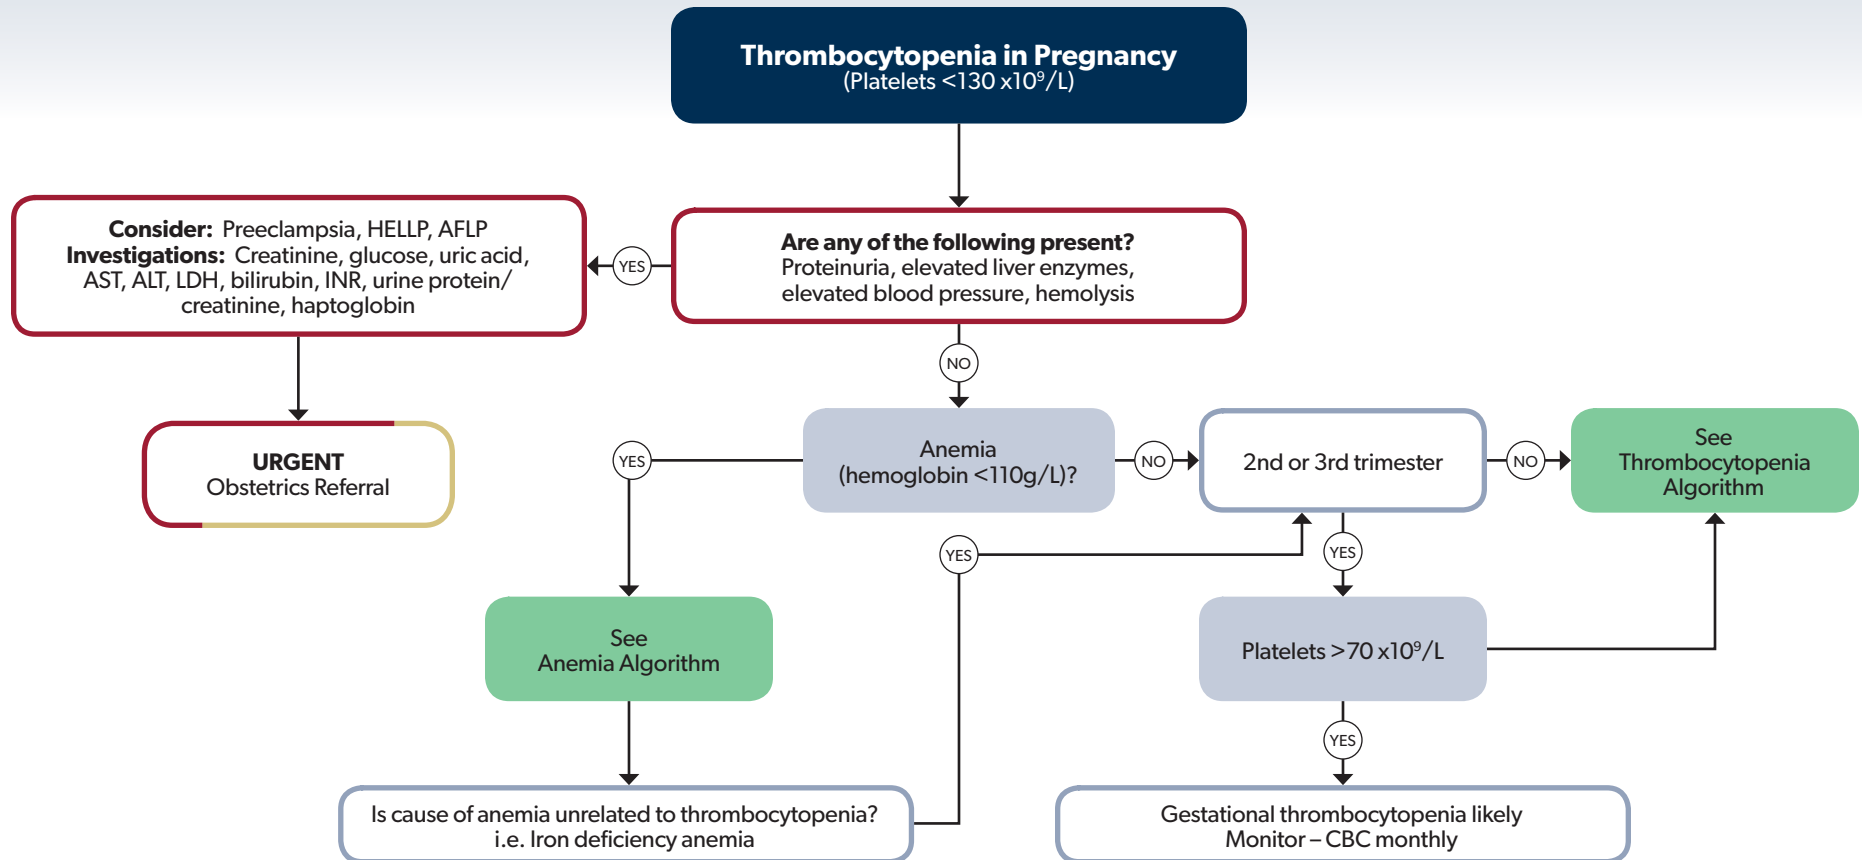 Thrombocytopenia in Pregnancy
(Platelets <130 x10⁹/L)
Consider: Preeclampsia, HELLP, AFLP
Investigations: Creatinine, glucose, uric acid,
AST, ALT, LDH, bilirubin, INR, urine protein/
creatinine, haptoglobin
YES
Are any of the following present?
Proteinuria, elevated liver enzymes,
elevated blood pressure, hemolysis
NO
URGENT
Obstetrics Referral
YES
Anemia
(hemoglobin <110g/L)?
NO
2nd or 3rd trimester
NO
See
Thrombocytopenia
Algorithm
YES
YES
See
Anemia Algorithm
Platelets >70 x10⁹/L
YES
Is cause of anemia unrelated to thrombocytopenia?
i.e. Iron deficiency anemia
Gestational thrombocytopenia likely
Monitor – CBC monthly